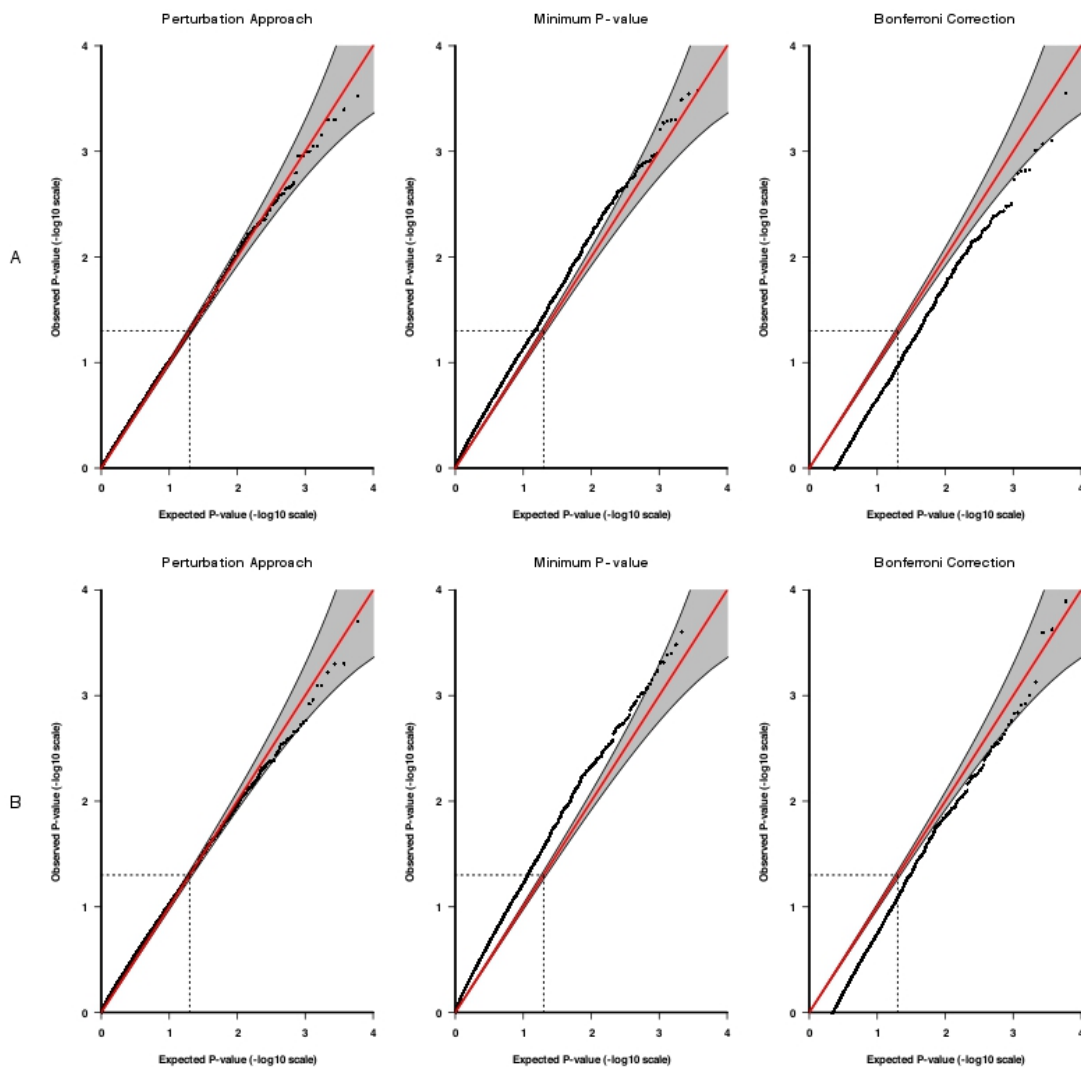 Perturbation Approach
Minimum P-value
Bonferroni Correction
A
Observed P-value (-log10 scale)
4
3
2
1
0
0 1 2 3 4
Expected P-value (-log10 scale)
Observed P-value (-log10 scale)
4
3
2
1
0
0 1 2 3 4
Expected P-value (-log10 scale)
Observed P-value (-log10 scale)
4
3
2
1
0
0 1 2 3 4
Expected P-value (-log10 scale)
Perturbation Approach
Minimum P-value
Bonferroni Correction
B
Observed P-value (-log10 scale)
4
3
2
1
0
0 1 2 3 4
Expected P-value (-log10 scale)
Observed P-value (-log10 scale)
4
3
2
1
0
0 1 2 3 4
Expected P-value (-log10 scale)
Observed P-value (-log10 scale)
4
3
2
1
0
0 1 2 3 4
Expected P-value (-log10 scale)